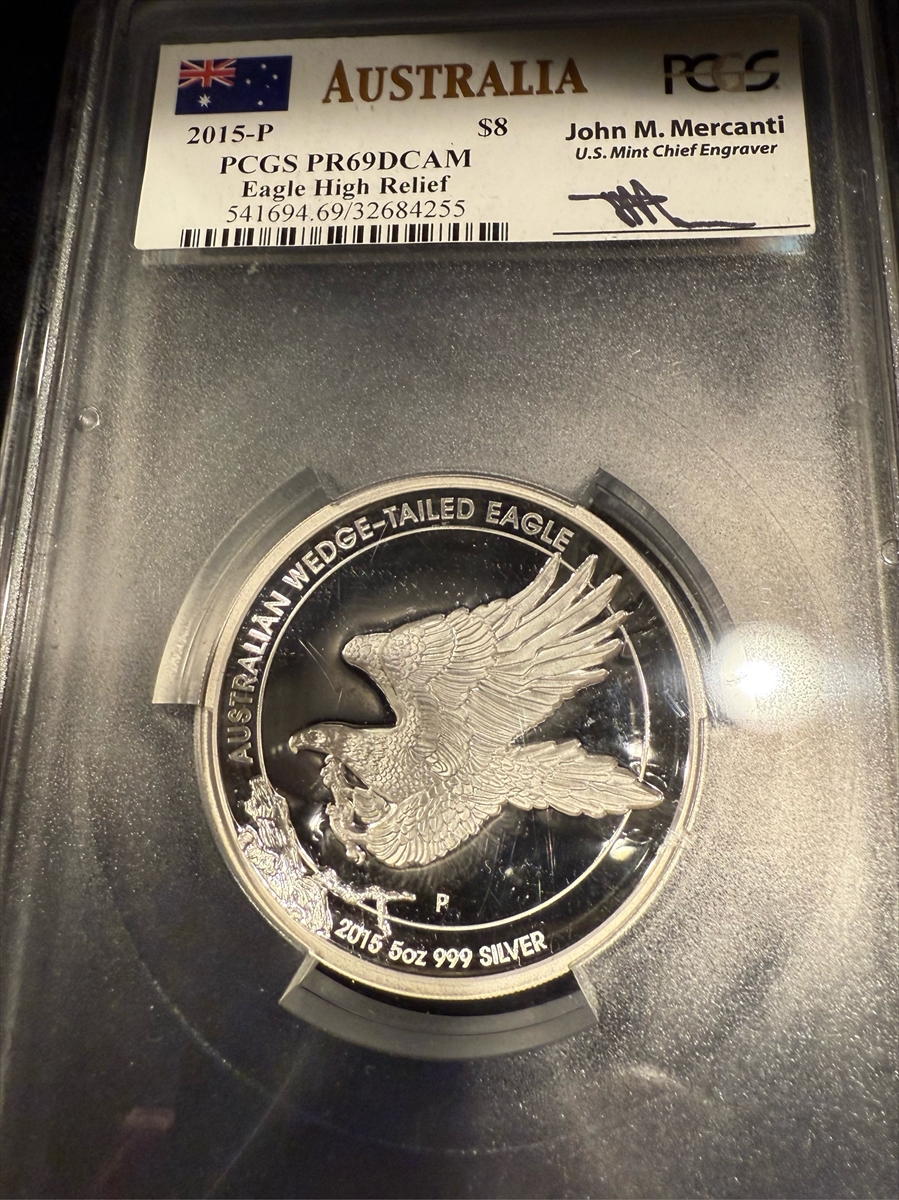 AUSTRALIA
PCGS
2015-P $8
PCGS PR69DCAM
Eagle High Relief
541694.69/32684255
John M. Mercanti
U.S. Mint Chief Engraver
AUSTRALIAN WEDGE-TAILED EAGLE
P
2015 5oz 999 SILVER